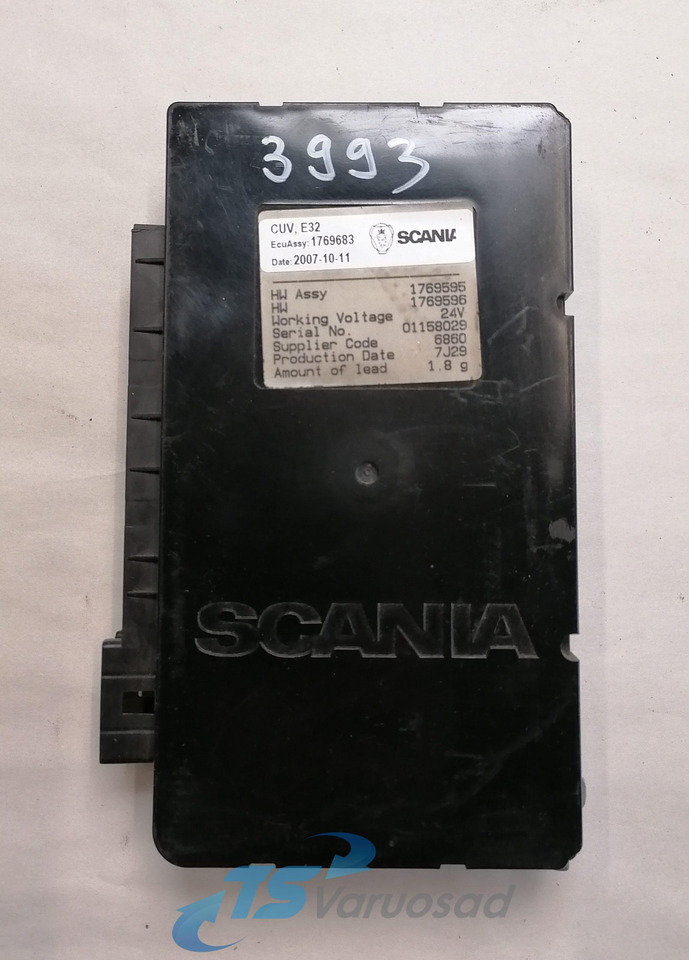 3993
CUV, E32
EcuAssy: 1769683
Date: 2007-10-11
SCANIA
HW Assy 1769595
HW 1769596
Working Voltage 24V
Serial No. 01158029
Supplier Code 6860
Production Date 7J29
Amount of lead 1.8 g
SCANIA
TS Varuosad